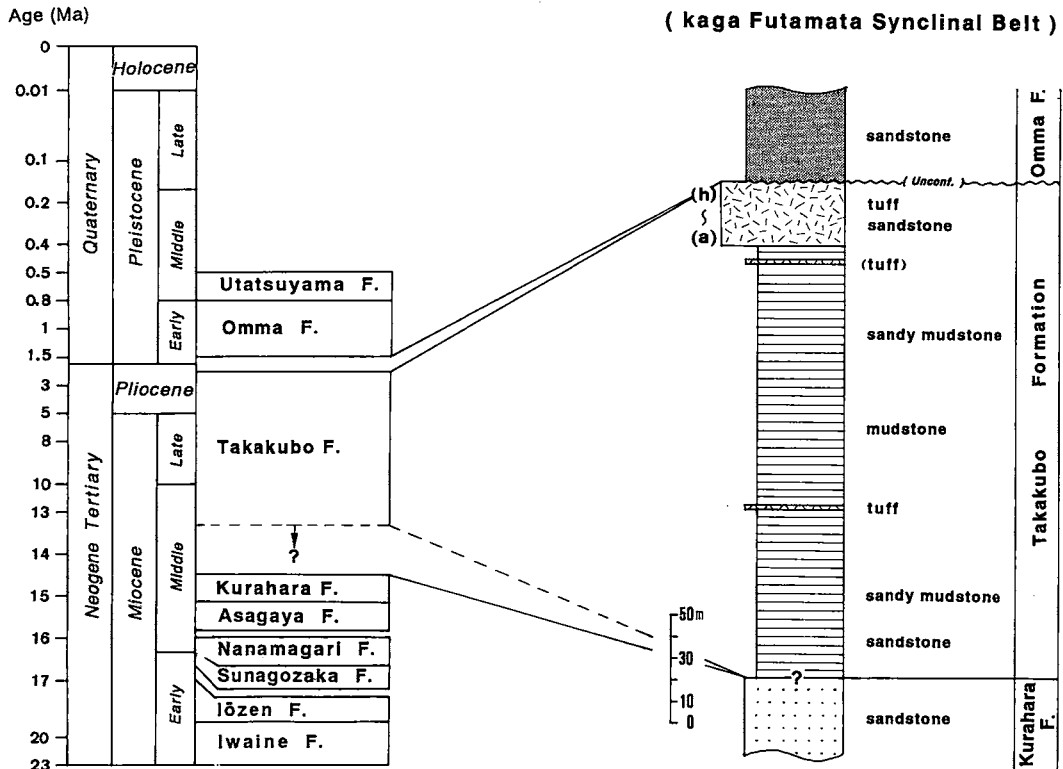 Age (Ma)
( kaga Futamata Synclinal Belt )
0
0.01
0.1
0.2
0.4
0.5
0.8
1
1.5
3
5
8
10
13
14
15
16
17
20
23
Quaternary
Neogene Tertiary
Holocene
Pleistocene
Pliocene
Miocene
Late
Middle
Early
Late
Middle
Early
Utatsuyama F.
Omma F.
Takakubo F.
?
Kurahara F.
Asagaya F.
Nanamagari F.
Sunagozaka F.
Iōzen F.
Iwaine F.
(h)
~
(a)
50m
30
10
0
?
sandstone
( Unconf. )
tuff
sandstone
(tuff)
sandy mudstone
mudstone
tuff
sandy mudstone
sandstone
sandstone
Omma F.
Takakubo Formation
Kurahara
F.